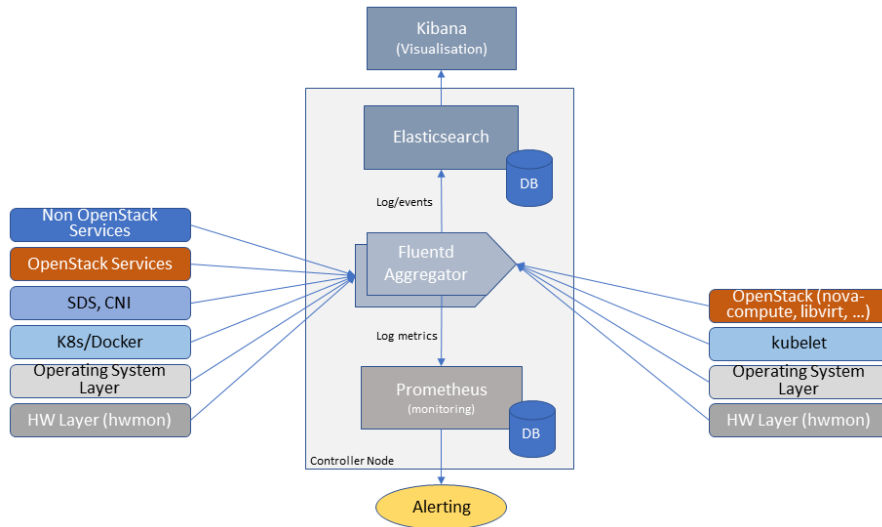 Kibana
(Visualisation)
Elasticsearch
DB
Log/events
Non OpenStack
Services
OpenStack Services
SDS, CNI
K8s/Docker
Operating System
Layer
HW Layer (hwmon)
Fluentd
Aggregator
OpenStack (nova-
compute, libvirt, ...)
kubelet
Operating System
Layer
HW Layer (hwmon)
Log metrics
Prometheus
(monitoring)
DB
Controller Node
Alerting